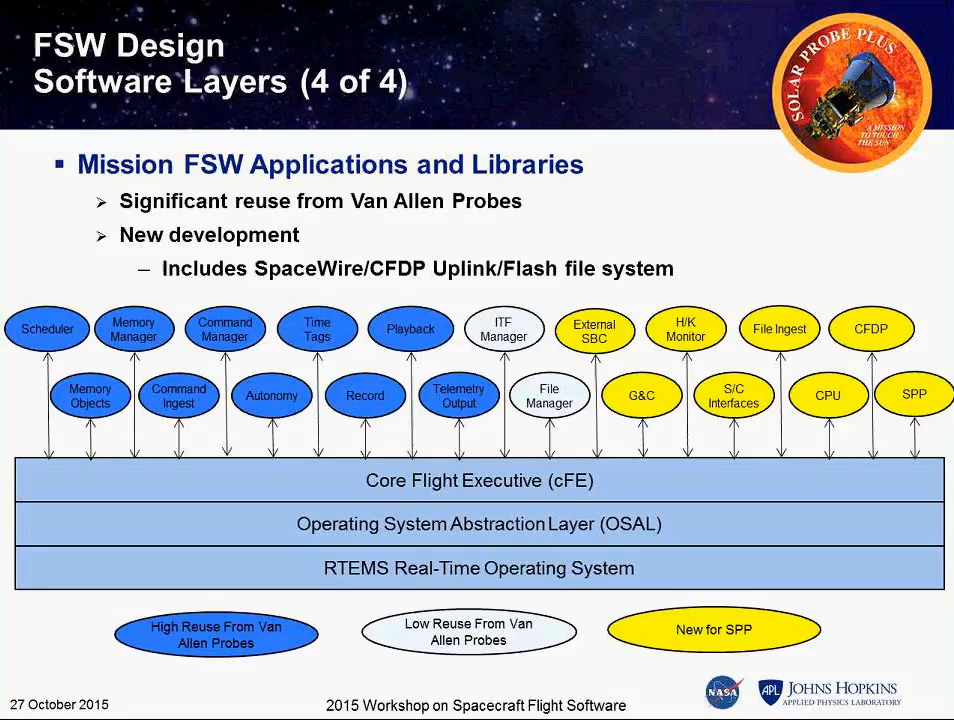 FSW Design
Software Layers (4 of 4)
SOLAR PROBE PLUS
A MISSION
TO TOUCH
THE SUN
▪ Mission FSW Applications and Libraries
➢ Significant reuse from Van Allen Probes
➢ New development
– Includes SpaceWire/CFDP Uplink/Flash file system
Scheduler
Memory
Manager
Command
Manager
Time
Tags
Playback
ITF
Manager
External
SBC
H/K
Monitor
File Ingest
CFDP
Memory
Objects
Command
Ingest
Autonomy
Record
Telemetry
Output
File
Manager
G&C
S/C
Interfaces
CPU
SPP
Core Flight Executive (cFE)
Operating System Abstraction Layer (OSAL)
RTEMS Real-Time Operating System
High Reuse From Van
Allen Probes
Low Reuse From Van
Allen Probes
New for SPP
27 October 2015
2015 Workshop on Spacecraft Flight Software
NASA
APL
JOHNS HOPKINS
APPLIED PHYSICS LABORATORY